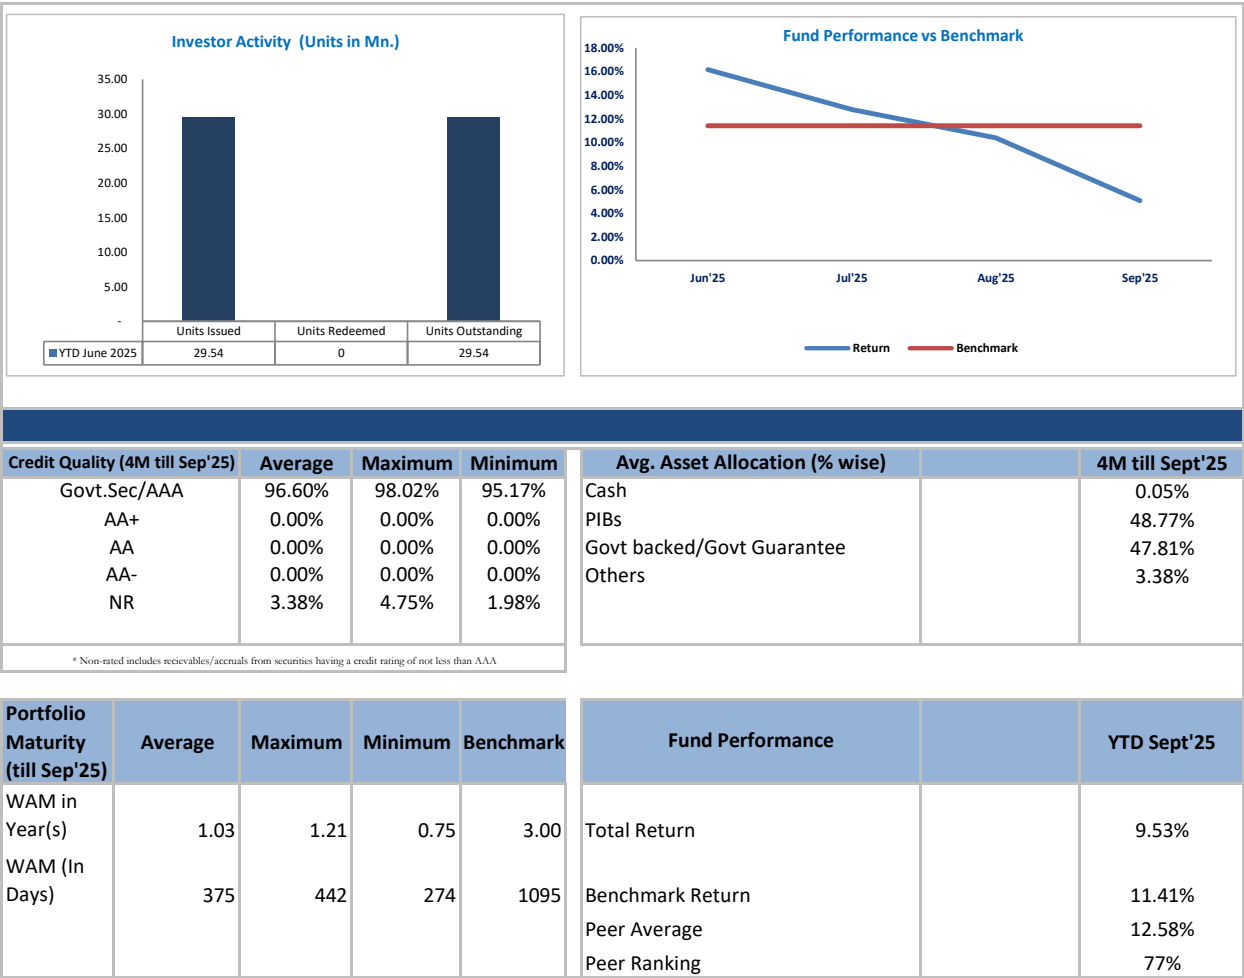 Investor Activity  (Units in Mn.)
35.00
30.00
25.00
20.00
15.00
10.00
5.00
-
Units Issued Units Redeemed Units Outstanding
YTD June 2025 29.54 0 29.54
Fund Performance vs Benchmark
18.00%
16.00%
14.00%
12.00%
10.00%
8.00%
6.00%
4.00%
2.00%
0.00%
Jun'25 Jul'25 Aug'25 Sep'25
Return Benchmark
Credit Quality (4M till Sep'25) Average Maximum Minimum
Govt.Sec/AAA 96.60% 98.02% 95.17%
AA+ 0.00% 0.00% 0.00%
AA 0.00% 0.00% 0.00%
AA- 0.00% 0.00% 0.00%
NR 3.38% 4.75% 1.98%
* Non-rated includes recievables/accruals from securities having a credit rating of not less than AAA
Avg. Asset Allocation (% wise) 4M till Sept'25
Cash 0.05%
PIBs 48.77%
Govt backed/Govt Guarantee 47.81%
Others 3.38%
Portfolio
Maturity
(till Sep'25) Average Maximum Minimum Benchmark
WAM in
Year(s) 1.03 1.21 0.75 3.00
WAM (In
Days) 375 442 274 1095
Fund Performance YTD Sept'25
Total Return 9.53%
Benchmark Return 11.41%
Peer Average 12.58%
Peer Ranking 77%